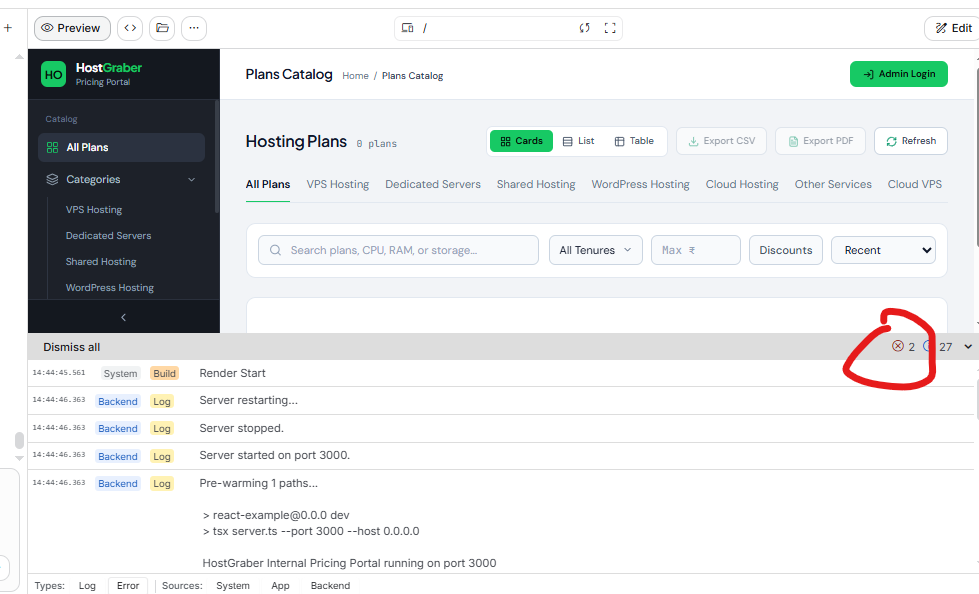 + Preview <> ... / Edit
HO HostGraber
Pricing Portal
Plans Catalog Home / Plans Catalog Admin Login
Catalog
All Plans
Categories
VPS Hosting
Dedicated Servers
Shared Hosting
WordPress Hosting
Hosting Plans 0 plans Cards List Table Export CSV Export PDF Refresh
All Plans VPS Hosting Dedicated Servers Shared Hosting WordPress Hosting Cloud Hosting Other Services Cloud VPS
Search plans, CPU, RAM, or storage... All Tenures Max ₹ Discounts Recent
Dismiss all 2 27
14:44:45.561 System Build Render Start
14:44:46.363 Backend Log Server restarting...
14:44:46.363 Backend Log Server stopped.
14:44:46.363 Backend Log Server started on port 3000.
14:44:46.363 Backend Log Pre-warming 1 paths...
> react-example@0.0.0 dev
> tsx server.ts --port 3000 --host 0.0.0.0
HostGraber Internal Pricing Portal running on port 3000
Types: Log Error Sources: System App Backend